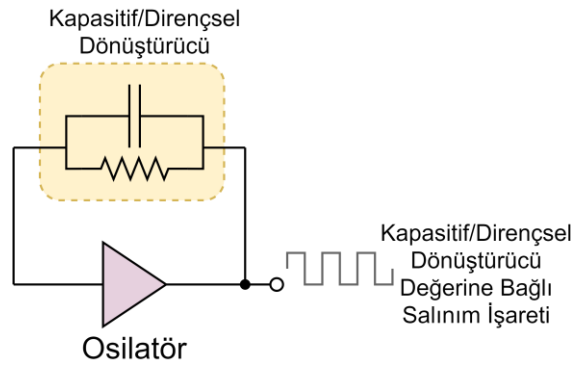 Kapasitif/Dirençsel
Dönüştürücü
Kapasitif/Dirençsel
Dönüştürücü
Değerine Bağlı
Salınım İşareti
Osilatör